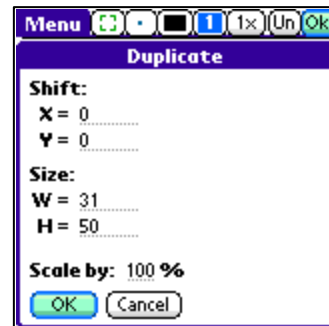 Menu 1 1x Un Ok
Duplicate
Shift:
X = 0
Y = 0
Size:
W = 31
H = 50
Scale by: 100 %
OK Cancel